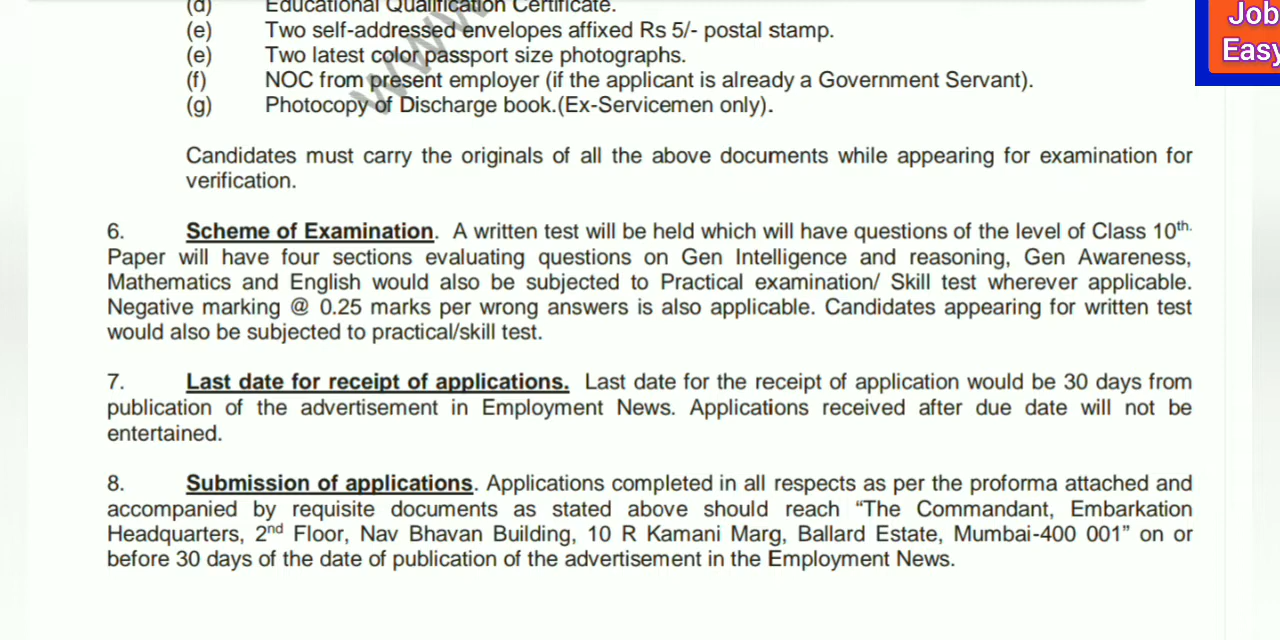 (d) Educational Qualification Certificate.
(e) Two self-addressed envelopes affixed Rs 5/- postal stamp.
(e) Two latest color passport size photographs.
(f) NOC from present employer (if the applicant is already a Government Servant).
(g) Photocopy of Discharge book.(Ex-Servicemen only).
Candidates must carry the originals of all the above documents while appearing for examination for
verification.
6. Scheme of Examination. A written test will be held which will have questions of the level of Class 10th.
Paper will have four sections evaluating questions on Gen Intelligence and reasoning, Gen Awareness,
Mathematics and English would also be subjected to Practical examination/ Skill test wherever applicable.
Negative marking @ 0.25 marks per wrong answers is also applicable. Candidates appearing for written test
would also be subjected to practical/skill test.
7. Last date for receipt of applications. Last date for the receipt of application would be 30 days from
publication of the advertisement in Employment News. Applications received after due date will not be
entertained.
8. Submission of applications. Applications completed in all respects as per the proforma attached and
accompanied by requisite documents as stated above should reach “The Commandant, Embarkation
Headquarters, 2nd Floor, Nav Bhavan Building, 10 R Kamani Marg, Ballard Estate, Mumbai-400 001” on or
before 30 days of the date of publication of the advertisement in the Employment News.
Job
Easy
www